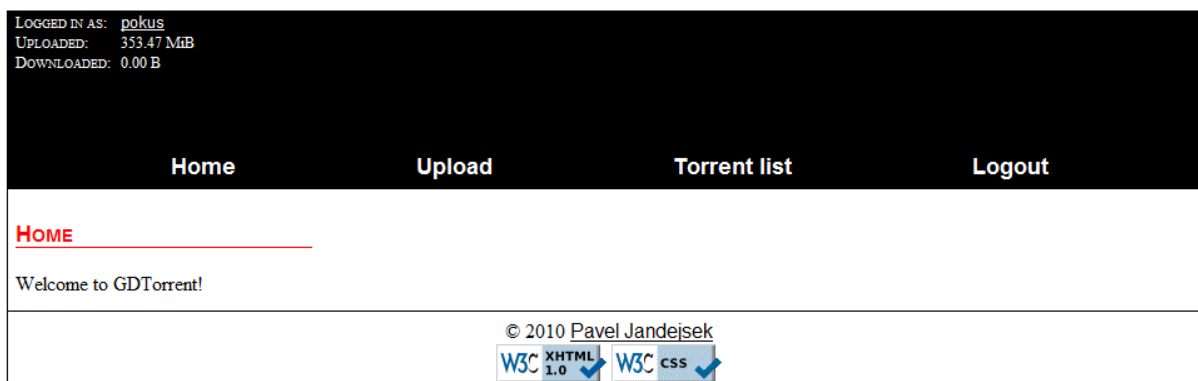 LOGGED IN AS: pokus
UPLOADED: 353.47 MiB
DOWNLOADED: 0.00 B
Home Upload Torrent list Logout
HOME
Welcome to GDTorrent!
© 2010 Pavel Jandejsek
W3C XHTML 1.0 W3C css